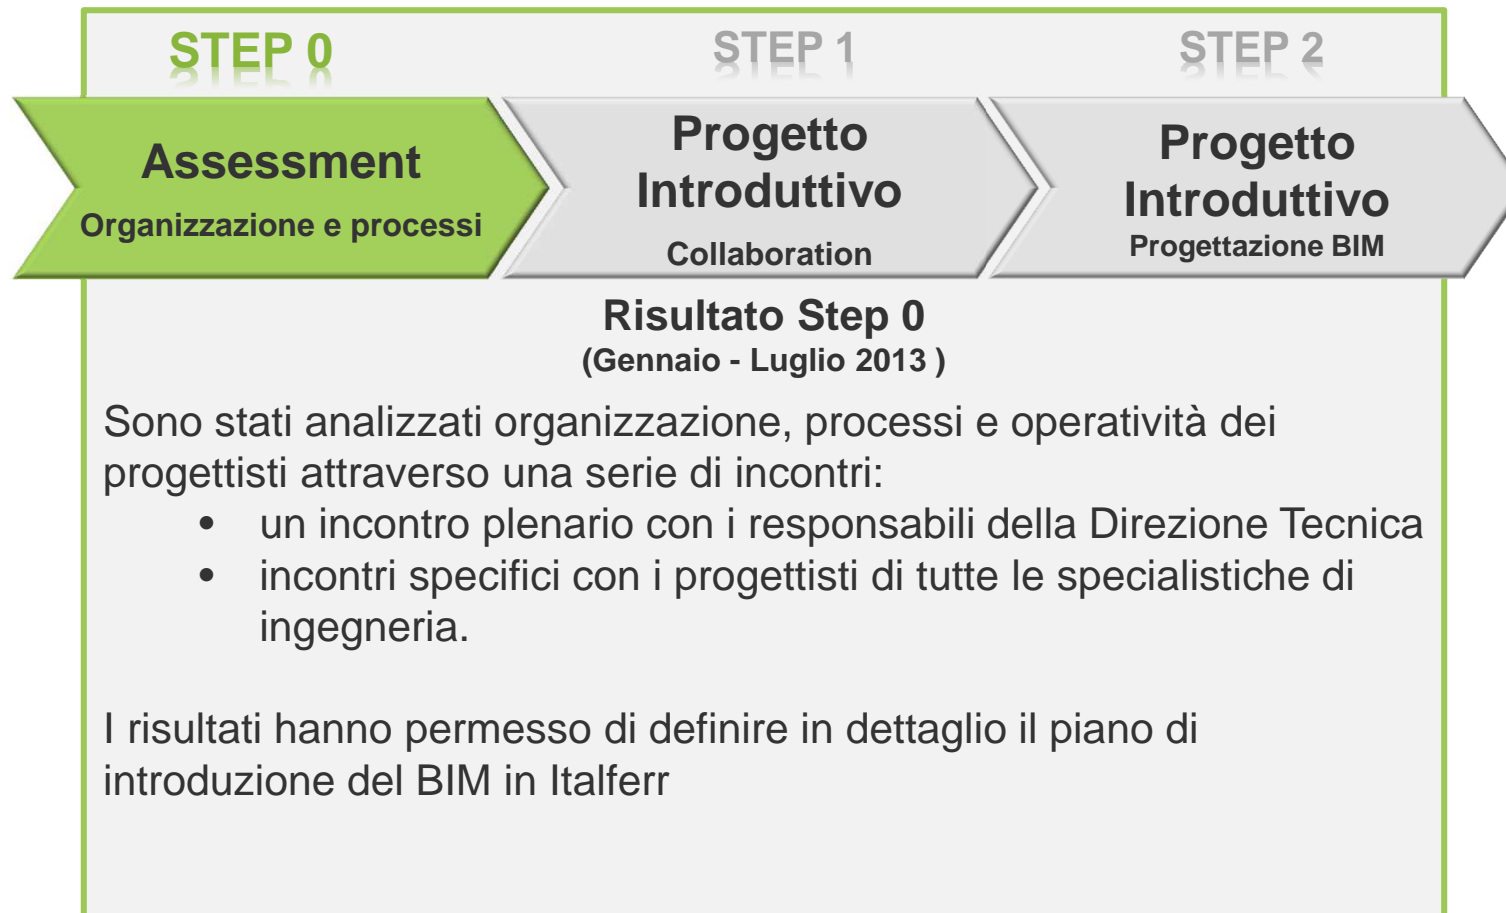 STEP 0
STEP 1
STEP 2
Assessment
Organizzazione e processi
Progetto
Introduttivo
Collaboration
Progetto
Introduttivo
Progettazione BIM
Risultato Step 0
(Gennaio - Luglio 2013 )
Sono stati analizzati organizzazione, processi e operatività dei
progettisti attraverso una serie di incontri:
• un incontro plenario con i responsabili della Direzione Tecnica
• incontri specifici con i progettisti di tutte le specialistiche di
ingegneria.
I risultati hanno permesso di definire in dettaglio il piano di
introduzione del BIM in Italferr